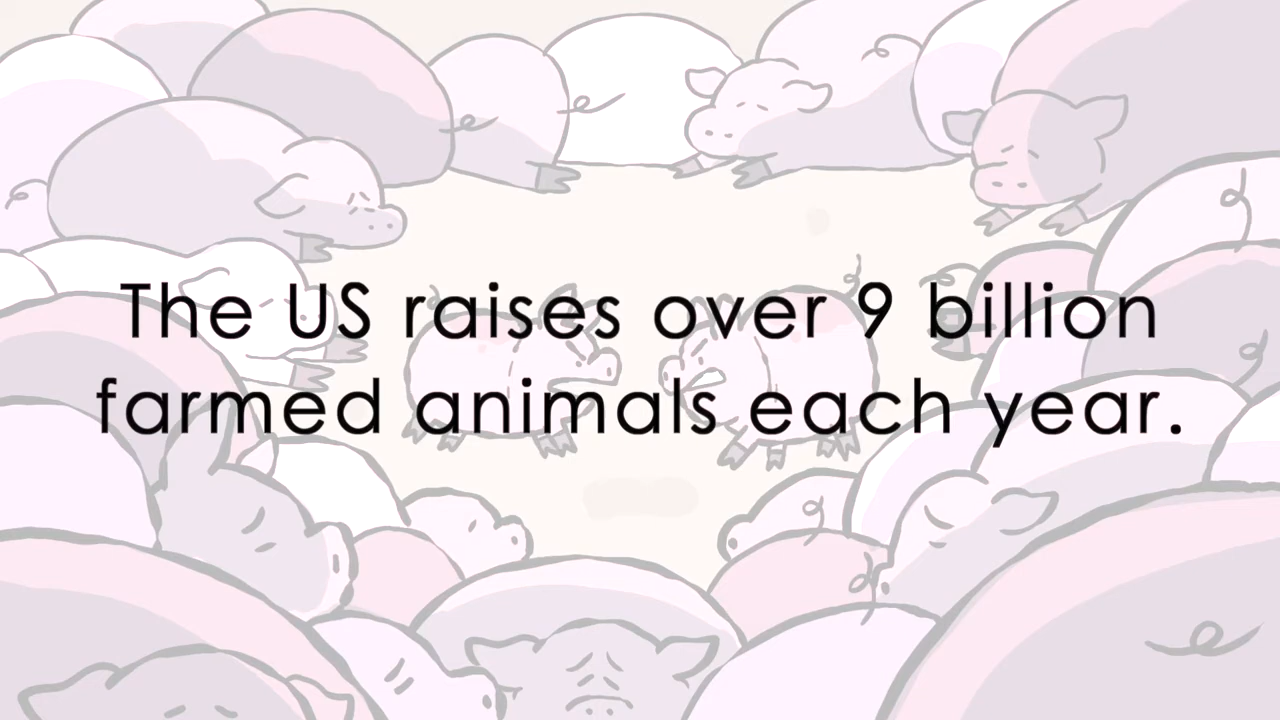 The US raises over 9 billion
farmed animals each year.